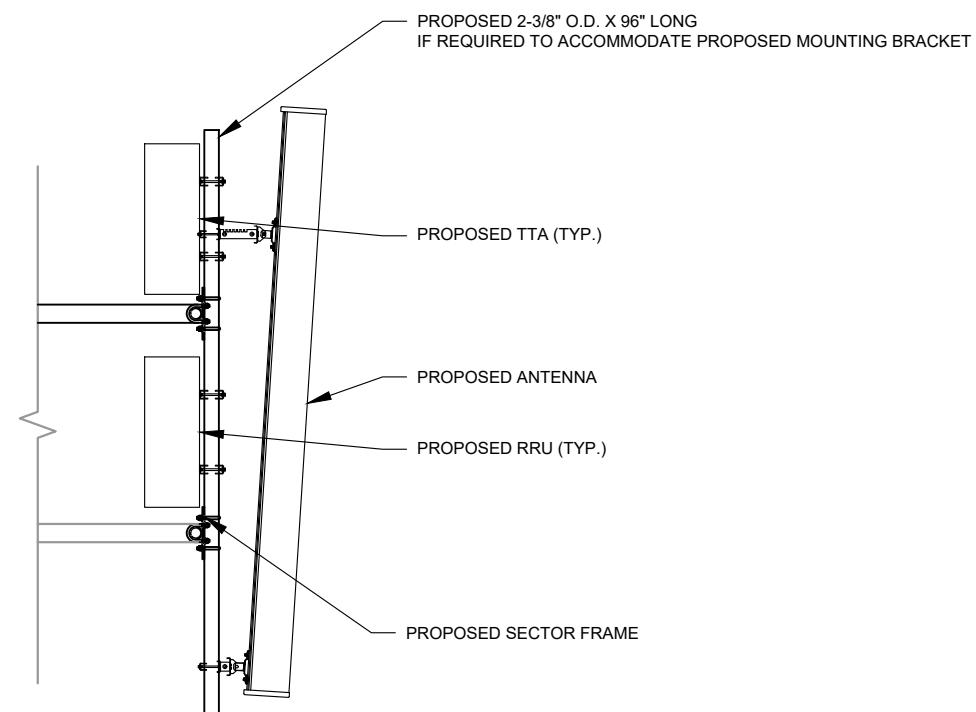 PROPOSED 2-3/8" O.D. X 96" LONG
IF REQUIRED TO ACCOMMODATE PROPOSED MOUNTING BRACKET
PROPOSED TTA (TYP.)
PROPOSED ANTENNA
PROPOSED RRU (TYP.)
PROPOSED SECTOR FRAME